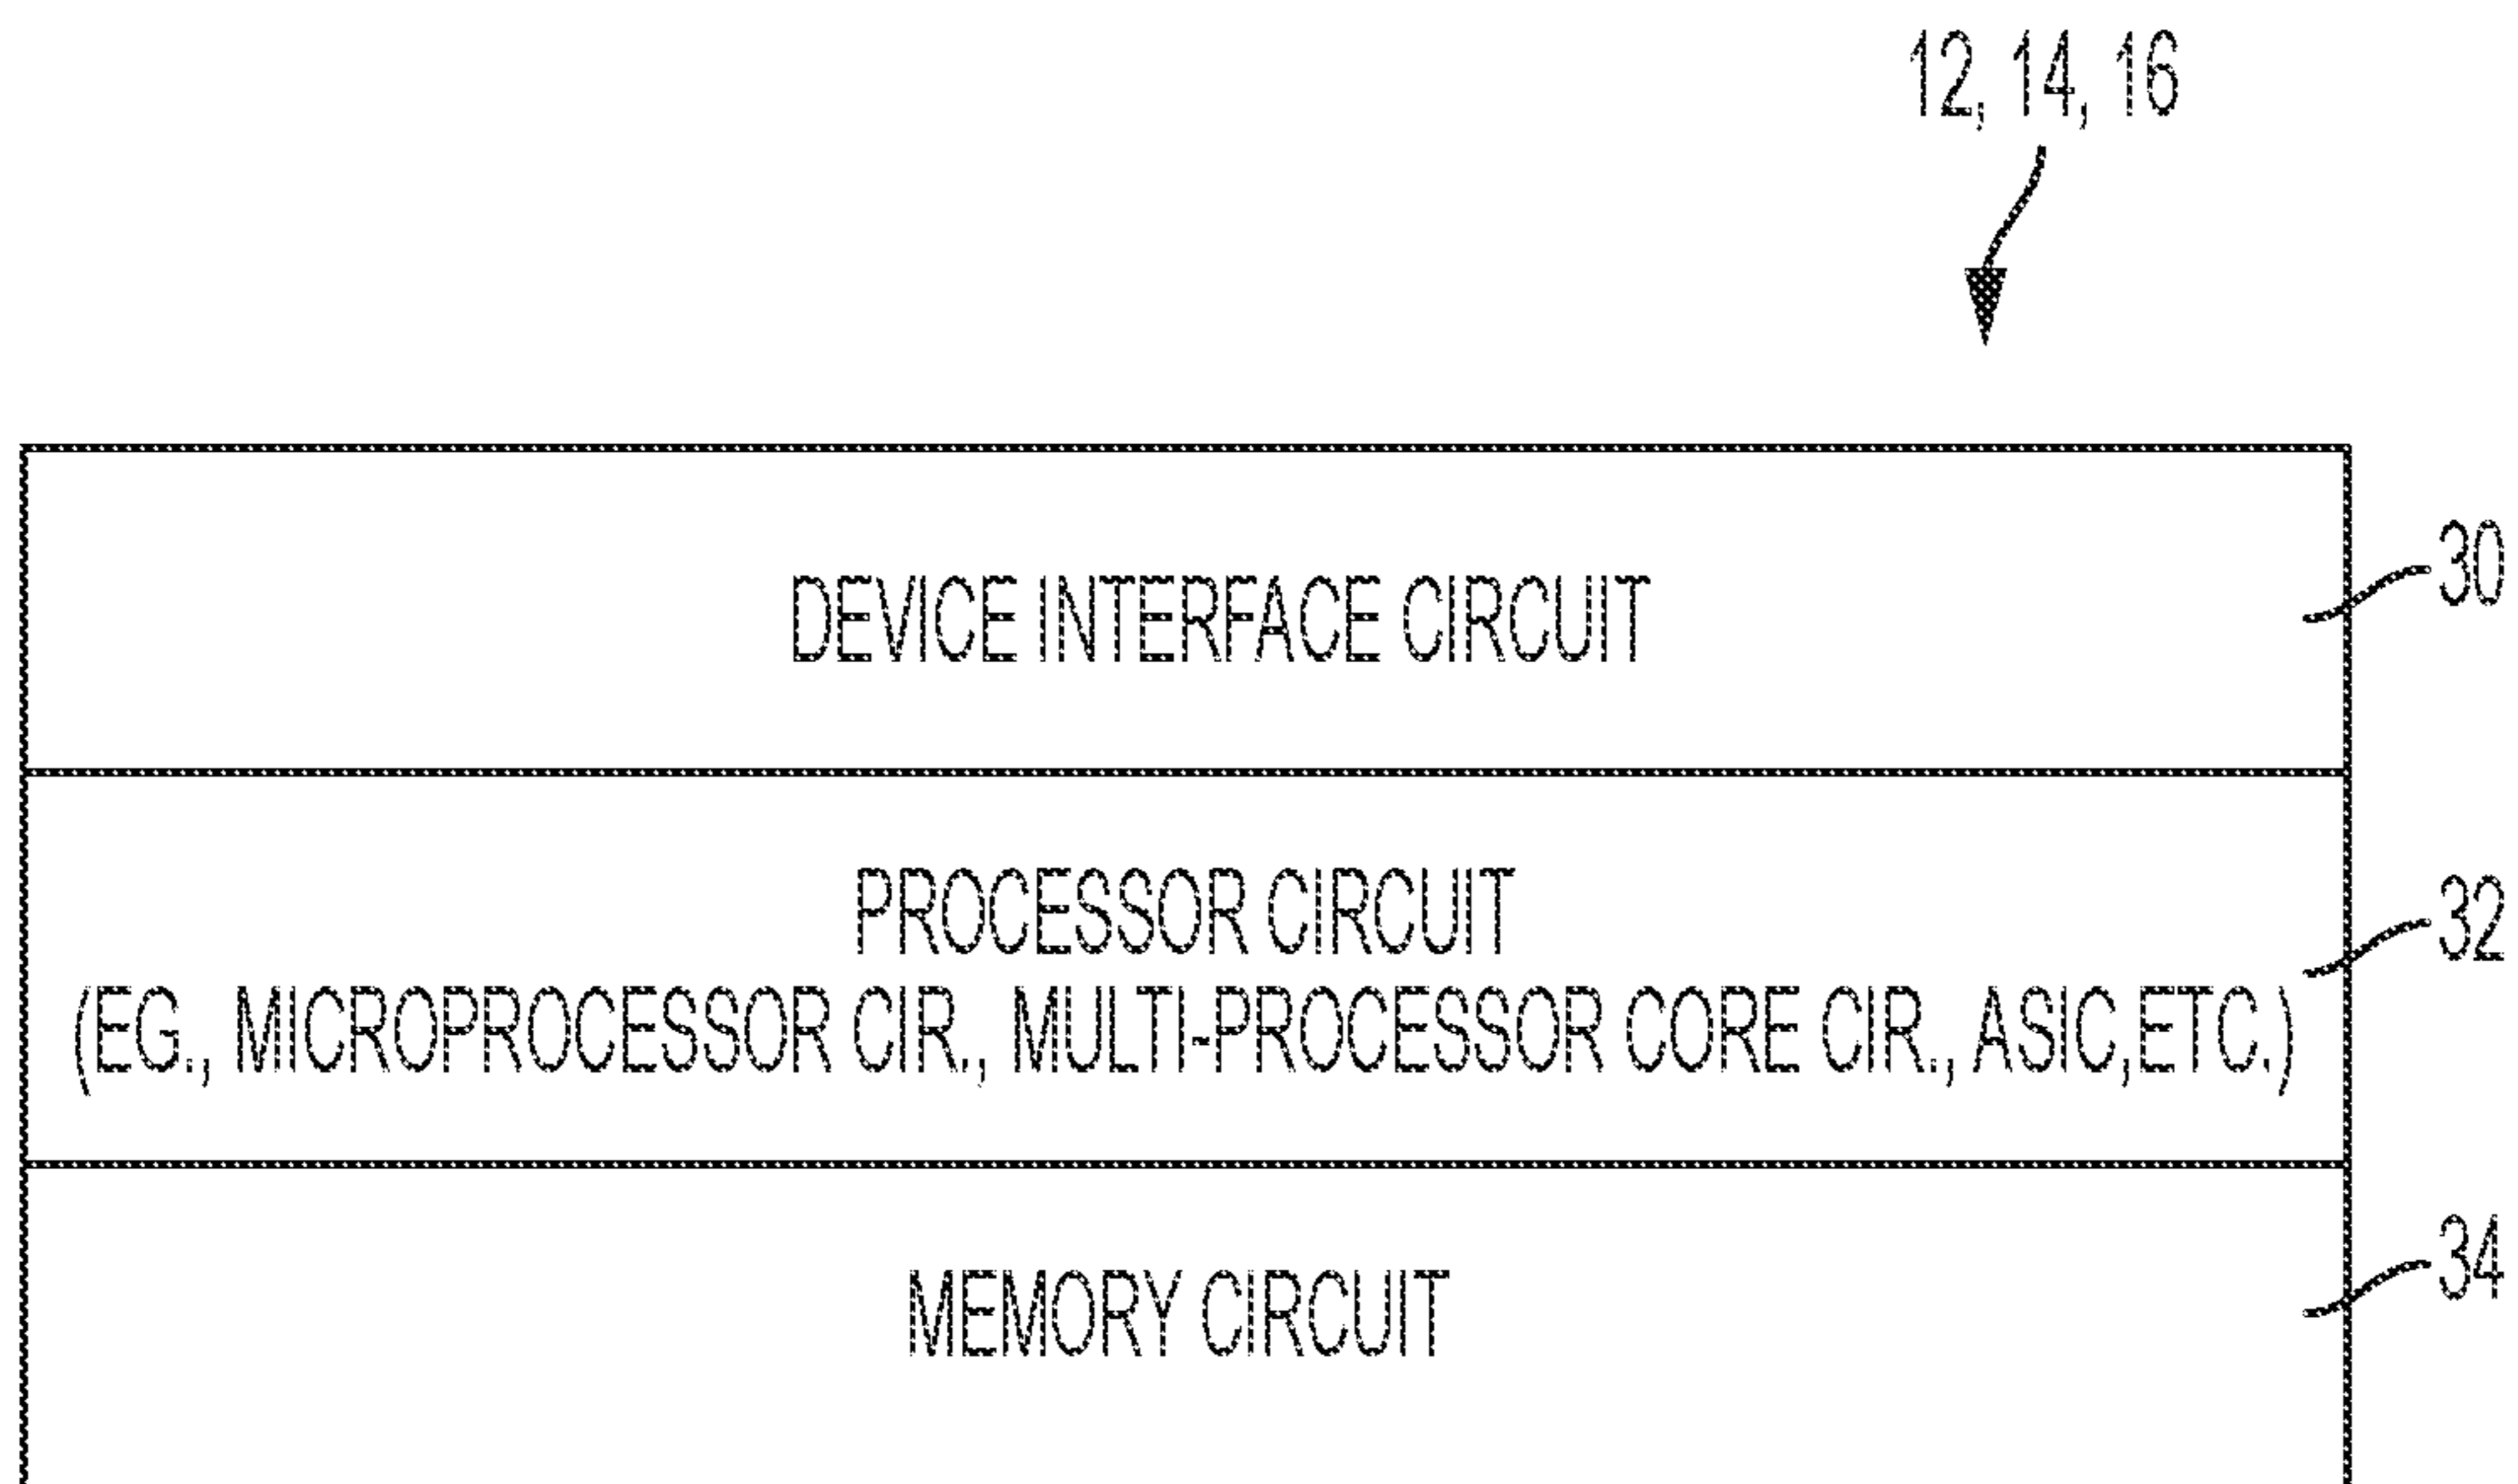 12, 14, 16
DEVICE INTERFACE CIRCUIT
30
PROCESSOR CIRCUIT
32
(EG., MICROPROCESSOR CIR., MULTI-PROCESSOR CORE CIR., ASIC,ETC.)
MEMORY CIRCUIT
34